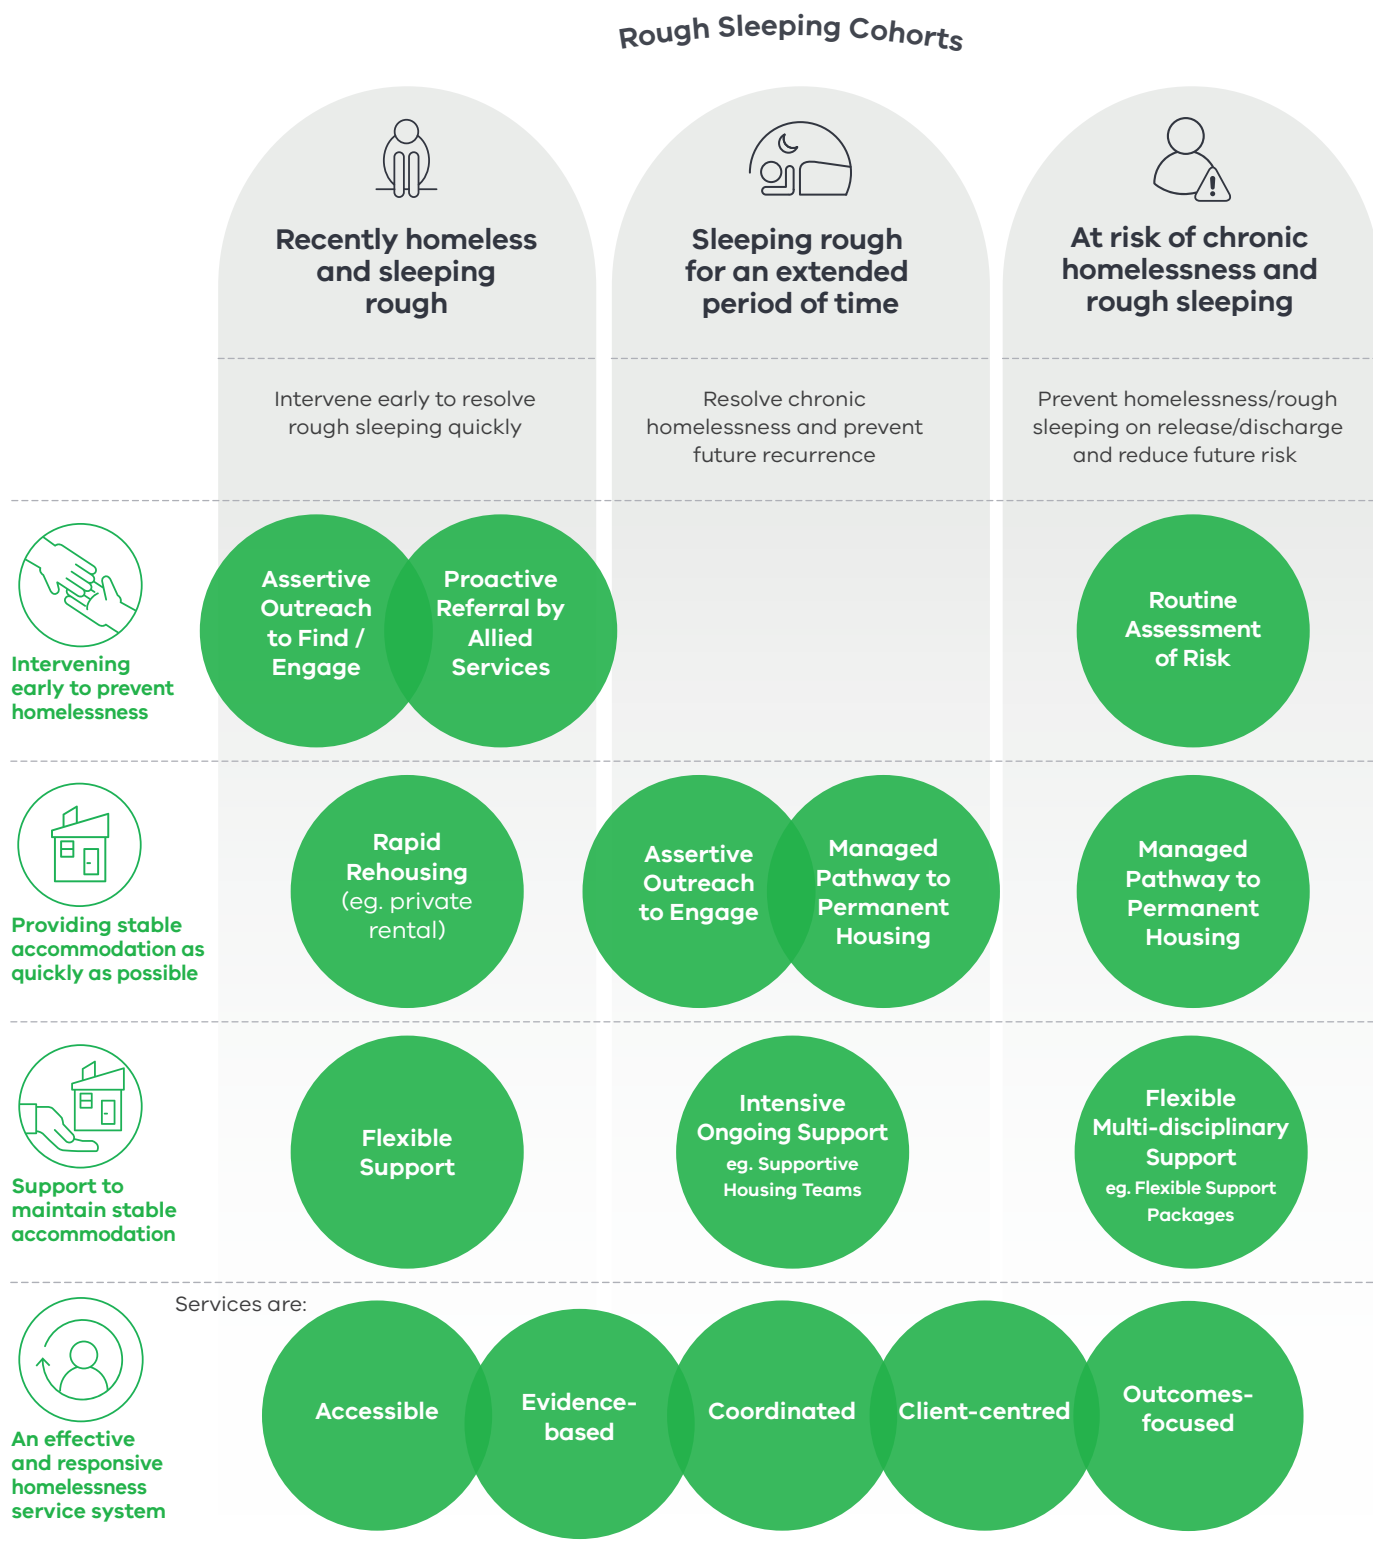 Rough Sleeping Cohorts
Recently homeless
and sleeping
rough
Sleeping rough
for an extended
period of time
At risk of chronic
homelessness and
rough sleeping
Intervene early to resolve
rough sleeping quickly
Resolve chronic
homelessness and prevent
future recurrence
Prevent homelessness/rough
sleeping on release/discharge
and reduce future risk
Intervening
early to prevent
homelessness
Assertive
Outreach
to Find /
Engage
Proactive
Referral by
Allied
Services
Routine
Assessment
of Risk
Providing stable
accommodation as
quickly as possible
Rapid
Rehousing
(eg. private
rental)
Assertive
Outreach
to Engage
Managed
Pathway to
Permanent
Housing
Managed
Pathway to
Permanent
Housing
Support to
maintain stable
accommodation
Flexible
Support
Intensive
Ongoing Support
eg. Supportive
Housing Teams
Flexible
Multi-disciplinary
Support
eg. Flexible Support
Packages
An effective
and responsive
homelessness
service system
Services are:
Accessible
Evidence-
based
Coordinated
Client-centred
Outcomes-
focused